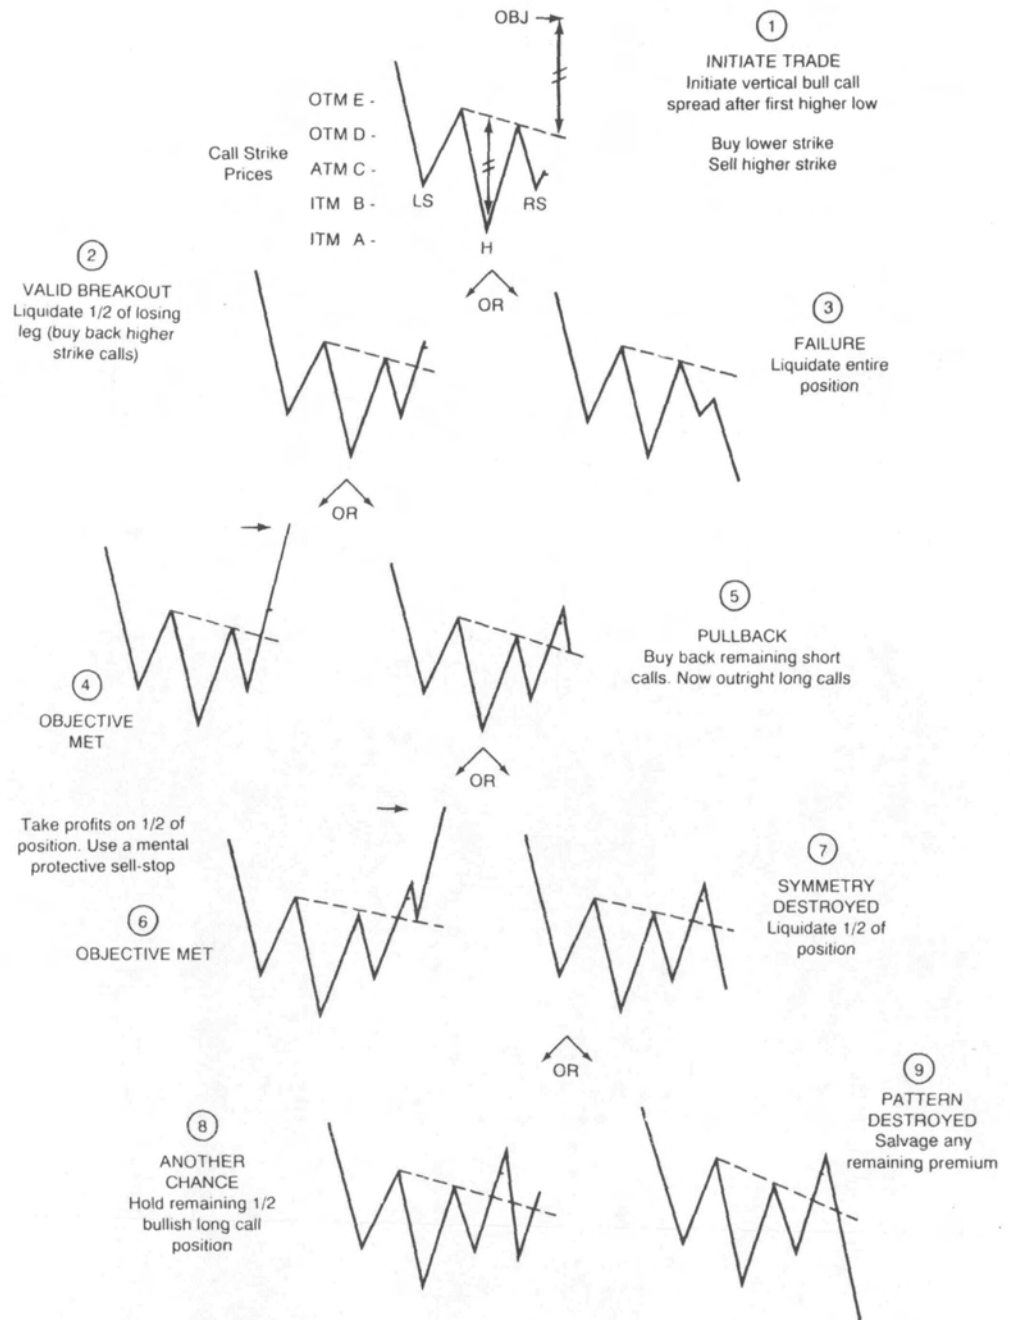 OBJ
1
INITIATE TRADE
Initiate vertical bull call
spread after first higher low
Buy lower strike
Sell higher strike
Call Strike
Prices
OTM E -
OTM D -
ATM C -
ITM B -
ITM A -
LS
H
RS
OR
2
VALID BREAKOUT
Liquidate 1/2 of losing
leg (buy back higher
strike calls)
3
FAILURE
Liquidate entire
position
OR
4
OBJECTIVE
MET
5
PULLBACK
Buy back remaining short
calls. Now outright long calls
OR
Take profits on 1/2 of
position. Use a mental
protective sell-stop
6
OBJECTIVE MET
7
SYMMETRY
DESTROYED
Liquidate 1/2 of
position
OR
8
ANOTHER
CHANCE
Hold remaining 1/2
bullish long call
position
9
PATTERN
DESTROYED
Salvage any
remaining premium